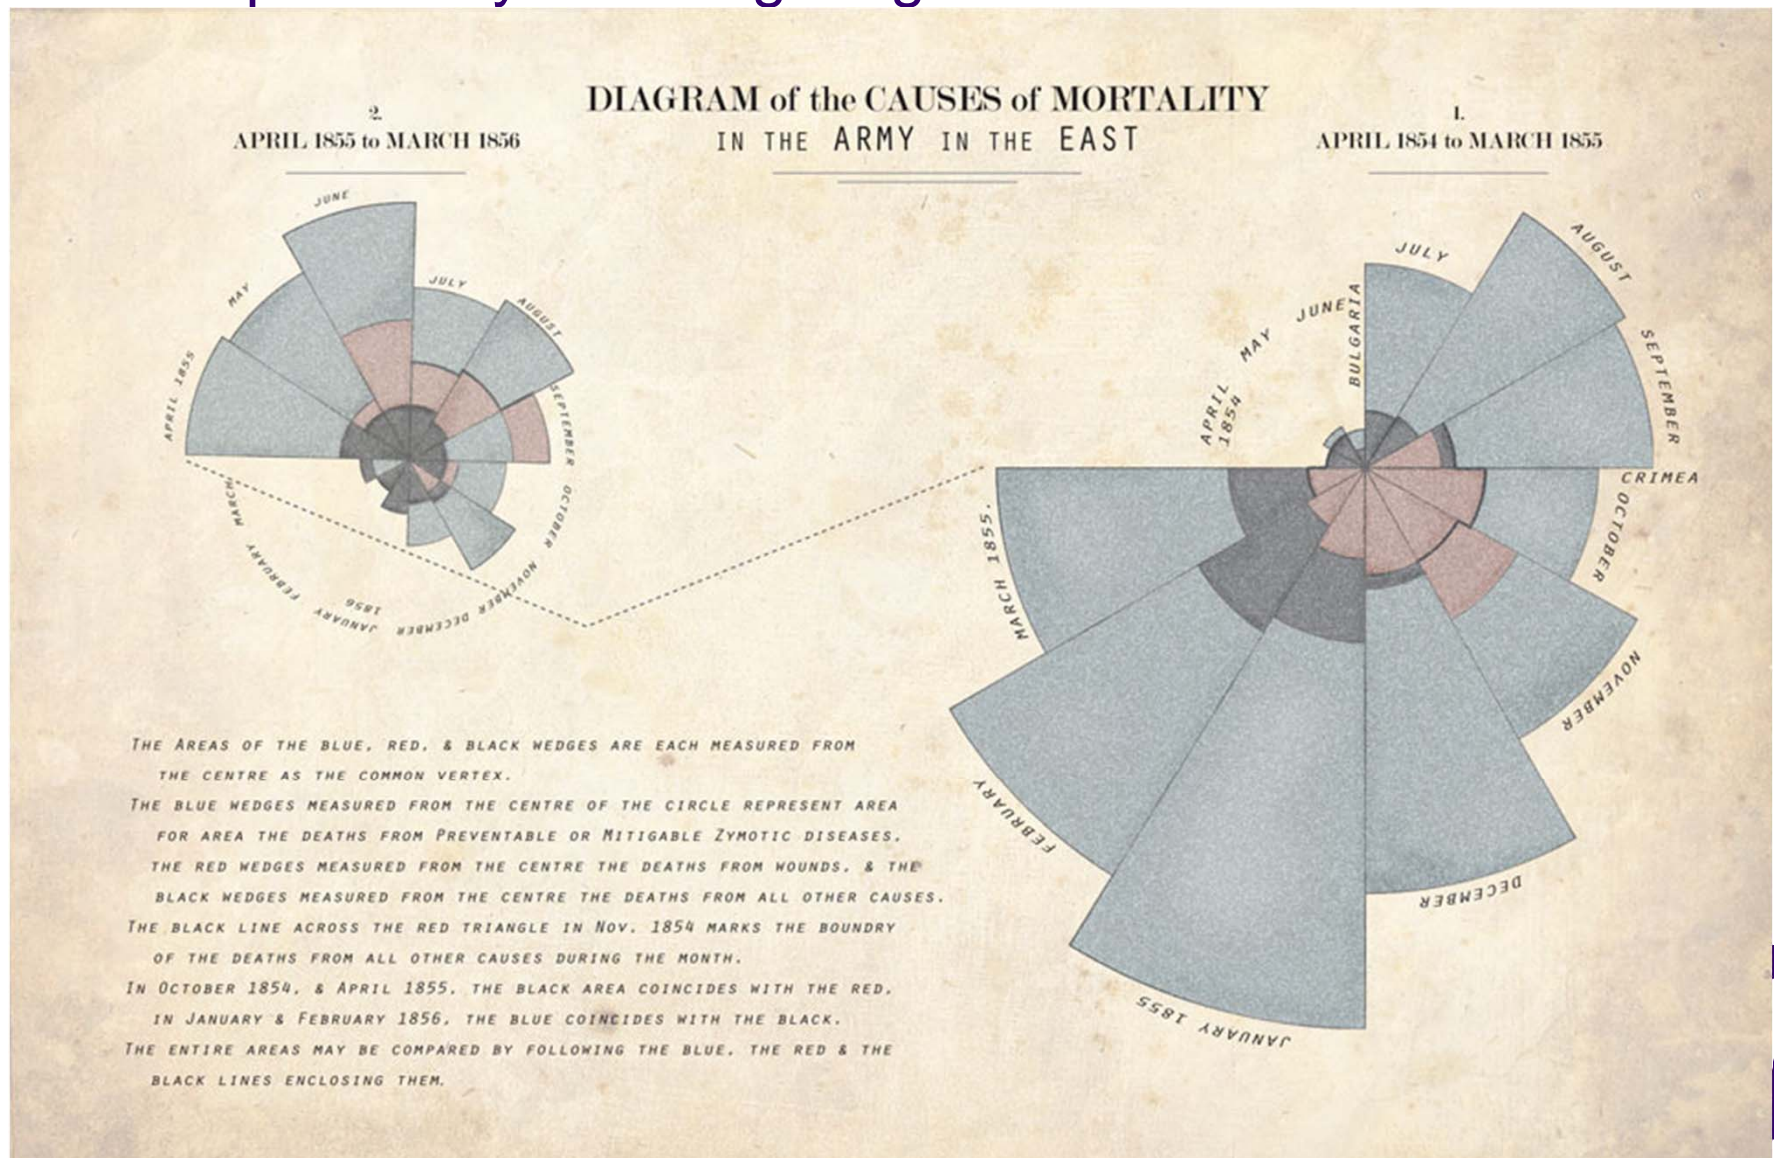 DIAGRAM of the CAUSES of MORTALITY
IN THE ARMY IN THE EAST
2.
APRIL 1855 to MARCH 1856
1.
APRIL 1854 to MARCH 1855
APRIL 1855
MAY
JUNE
JULY
AUGUST
SEPTEMBER
OCTOBER
NOVEMBER
DECEMBER
JANUARY
1856
FEBRUARY
MARCH
APRIL
1854
MAY
JUNE
BULGARIA
JULY
AUGUST
SEPTEMBER
CRIMEA
OCTOBER
NOVEMBER
DECEMBER
JANUARY 1855
FEBRUARY
MARCH 1855.
THE AREAS OF THE BLUE, RED, & BLACK WEDGES ARE EACH MEASURED FROM
THE CENTRE AS THE COMMON VERTEX.
THE BLUE WEDGES MEASURED FROM THE CENTRE OF THE CIRCLE REPRESENT AREA
FOR AREA THE DEATHS FROM PREVENTABLE OR MITIGABLE ZYMOTIC DISEASES,
THE RED WEDGES MEASURED FROM THE CENTRE THE DEATHS FROM WOUNDS, & THE
BLACK WEDGES MEASURED FROM THE CENTRE THE DEATHS FROM ALL OTHER CAUSES.
THE BLACK LINE ACROSS THE RED TRIANGLE IN NOV. 1854 MARKS THE BOUNDRY
OF THE DEATHS FROM ALL OTHER CAUSES DURING THE MONTH.
IN OCTOBER 1854, & APRIL 1855, THE BLACK AREA COINCIDES WITH THE RED,
IN JANUARY & FEBRUARY 1856, THE BLUE COINCIDES WITH THE BLACK.
THE ENTIRE AREAS MAY BE COMPARED BY FOLLOWING THE BLUE, THE RED & THE
BLACK LINES ENCLOSING THEM.